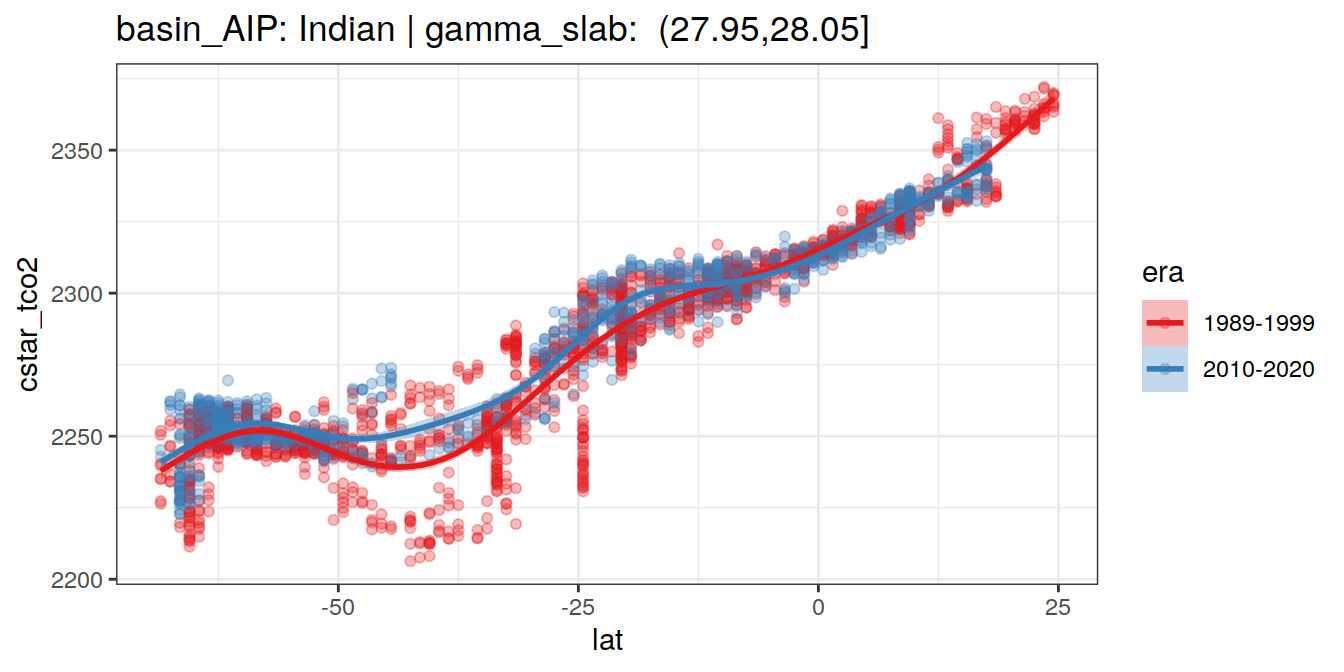 basin_AIP: Indian | gamma_slab:  (27.95,28.05]
cstar_tco2
2350
2300
2250
2200
-50
-25
0
25
lat
era
1989-1999
2010-2020